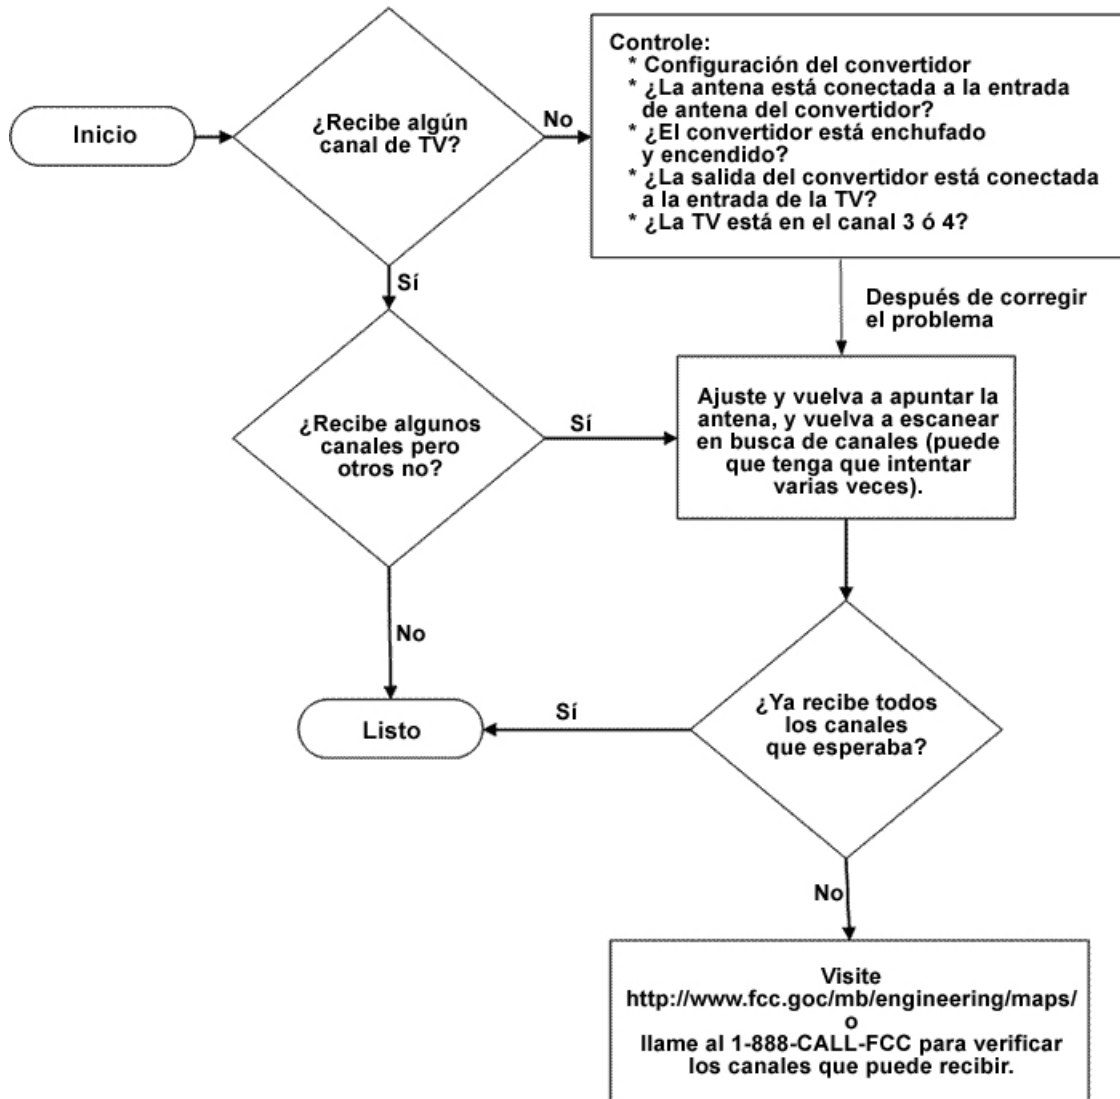 Inicio
¿Recibe algún
canal de TV?
No
Controle:
* Configuración del convertidor
* ¿La antena está conectada a la entrada
de antena del convertidor?
* ¿El convertidor está enchufado
y encendido?
* ¿La salida del convertidor está conectada
a la entrada de la TV?
* ¿La TV está en el canal 3 ó 4?
Sí
Después de corregir
el problema
¿Recibe algunos
canales pero
otros no?
Sí
Ajuste y vuelva a apuntar la
antena, y vuelva a escanear
en busca de canales (puede
que tenga que intentar
varias veces).
No
Listo
Sí
¿Ya recibe todos
los canales
que esperaba?
No
Visite
http://www.fcc.goc/mb/engineering/maps/
o
llame al 1-888-CALL-FCC para verificar
los canales que puede recibir.